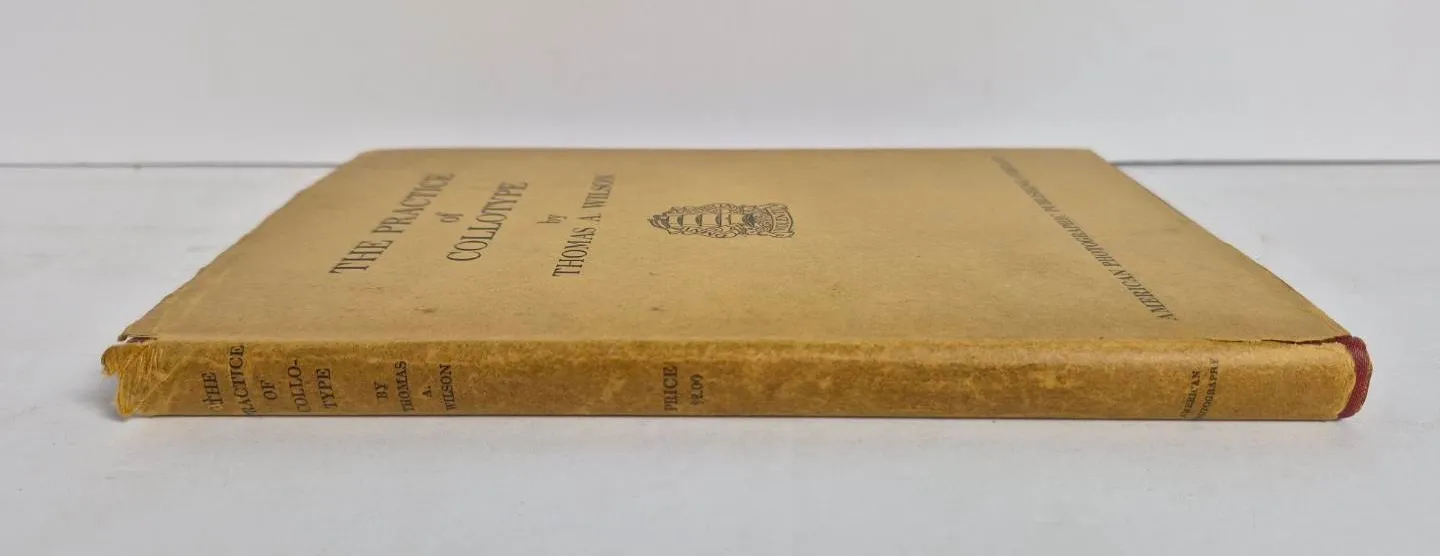 THE PRACTICE
of
COLLOTYPE
by
THOMAS A. WILSON
AMERICAN PHOTOGRAPHIC PUBLISHING
THE
PRACTICE
OF
COLLO-
TYPE
BY
THOMAS
A.
WILSON
PRICE
$2.00
AMERICAN
PHOTOGRAPHY